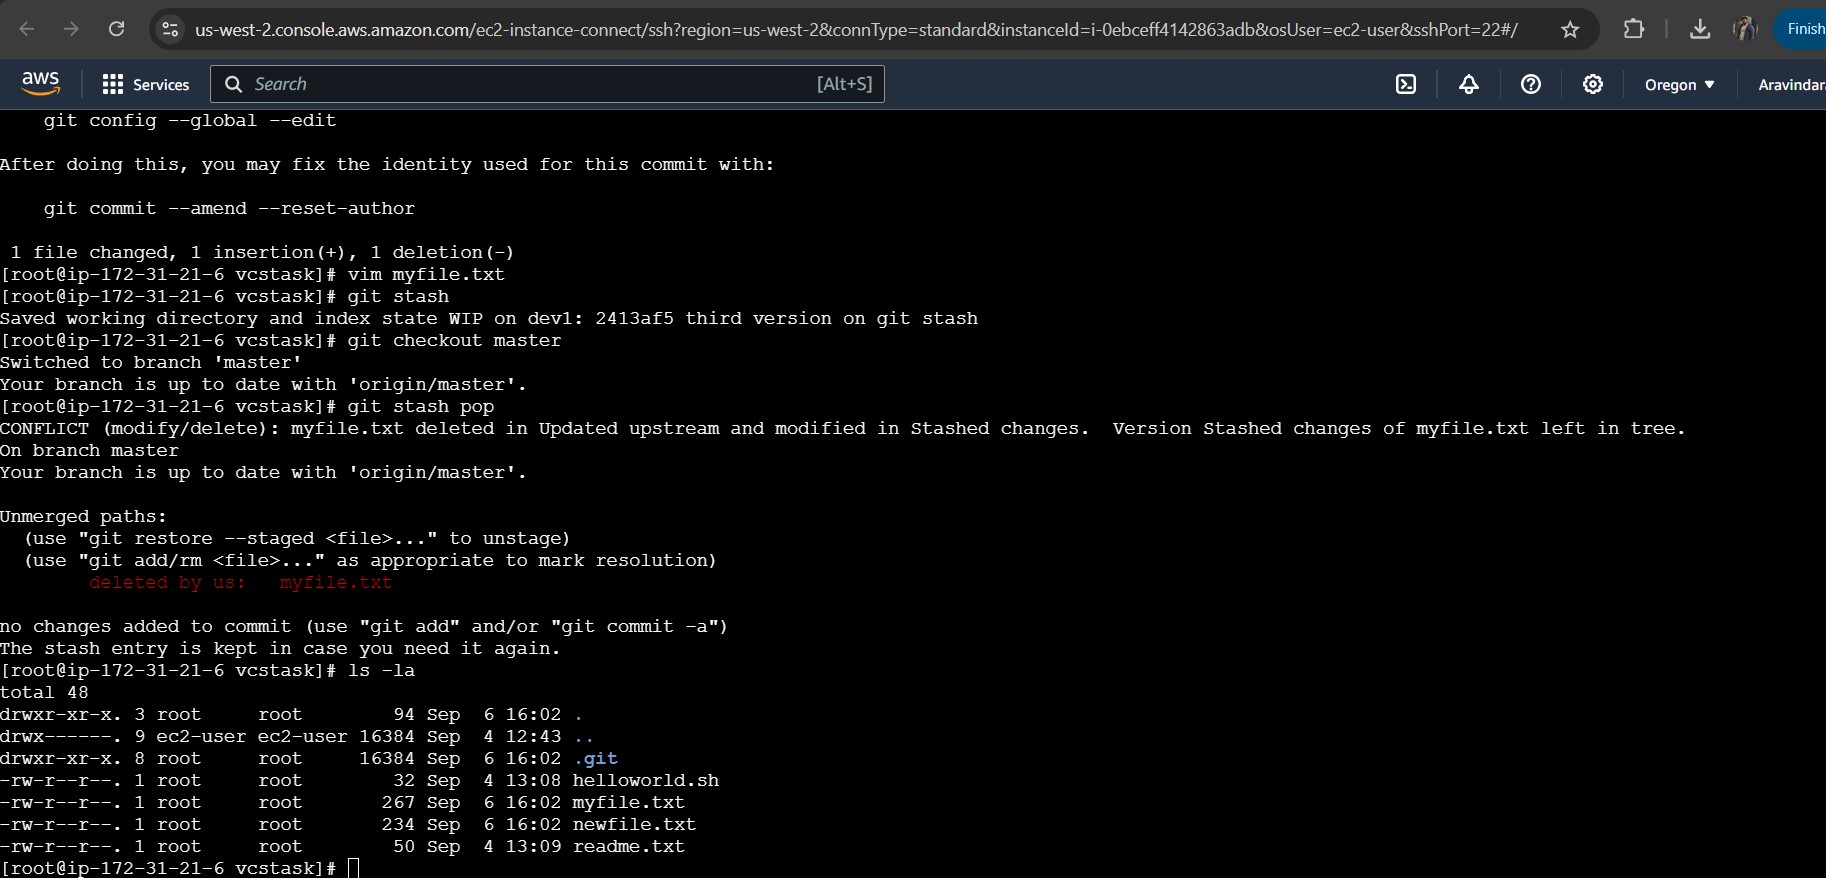 us-west-2.console.aws.amazon.com/ec2-instance-connect/ssh?region=us-west-2&connType=standard&instanceId=i-0ebceff4142863adb&osUser=ec2-user&sshPort=22#/
Finish
aws Services Search [Alt+S] Oregon Aravindar
git config --global --edit
After doing this, you may fix the identity used for this commit with:
git commit --amend --reset-author
1 file changed, 1 insertion(+), 1 deletion(-)
[root@ip-172-31-21-6 vcstask]# vim myfile.txt
[root@ip-172-31-21-6 vcstask]# git stash
Saved working directory and index state WIP on dev1: 2413af5 third version on git stash
[root@ip-172-31-21-6 vcstask]# git checkout master
Switched to branch 'master'
Your branch is up to date with 'origin/master'.
[root@ip-172-31-21-6 vcstask]# git stash pop
CONFLICT (modify/delete): myfile.txt deleted in Updated upstream and modified in Stashed changes.  Version Stashed changes of myfile.txt left in tree.
On branch master
Your branch is up to date with 'origin/master'.
Unmerged paths:
(use "git restore --staged <file>..." to unstage)
(use "git add/rm <file>..." as appropriate to mark resolution)
deleted by us:   myfile.txt
no changes added to commit (use "git add" and/or "git commit -a")
The stash entry is kept in case you need it again.
[root@ip-172-31-21-6 vcstask]# ls -la
total 48
drwxr-xr-x. 3 root     root        94 Sep  6 16:02 .
drwx------. 9 ec2-user ec2-user 16384 Sep  4 12:43 ..
drwxr-xr-x. 8 root     root     16384 Sep  6 16:02 .git
-rw-r--r--. 1 root     root        32 Sep  4 13:08 helloworld.sh
-rw-r--r--. 1 root     root       267 Sep  6 16:02 myfile.txt
-rw-r--r--. 1 root     root       234 Sep  6 16:02 newfile.txt
-rw-r--r--. 1 root     root        50 Sep  4 13:09 readme.txt
[root@ip-172-31-21-6 vcstask]#